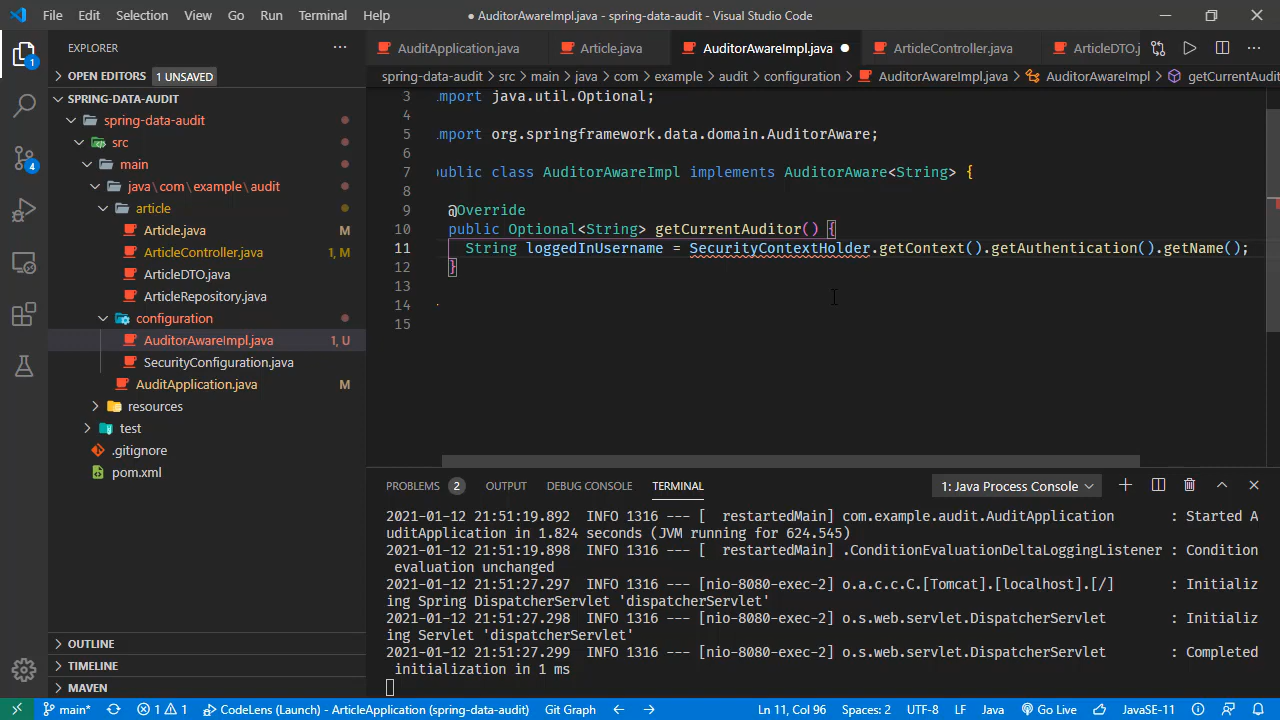 File Edit Selection View Go Run Terminal Help ● AuditorAwareImpl.java - spring-data-audit - Visual Studio Code
EXPLORER
OPEN EDITORS 1 UNSAVED
SPRING-DATA-AUDIT
spring-data-audit
src
main
java\com\example\audit
article
Article.java
ArticleController.java 1, M
ArticleDTO.java
ArticleRepository.java
configuration
AuditorAwareImpl.java 1, U
SecurityConfiguration.java
AuditApplication.java M
resources
test
.gitignore
pom.xml
OUTLINE
TIMELINE
MAVEN
1
4
AuditApplication.java Article.java AuditorAwareImpl.java ArticleController.java ArticleDTO.j
spring-data-audit > src > main > java > com > example > audit > configuration > AuditorAwareImpl.java > AuditorAwareImpl > getCurrentAudit
3 mport java.util.Optional;
4
5 mport org.springframework.data.domain.AuditorAware;
6
7 ublic class AuditorAwareImpl implements AuditorAware<String> {
8
9 @Override
10 public Optional<String> getCurrentAuditor() {
11 String loggedInUsername = SecurityContextHolder.getContext().getAuthentication().getName();
12 }
13
14
15
PROBLEMS 2 OUTPUT DEBUG CONSOLE TERMINAL 1: Java Process Console
2021-01-12 21:51:19.892 INFO 1316 --- [ restartedMain] com.example.audit.AuditApplication : Started A
uditApplication in 1.824 seconds (JVM running for 624.545)
2021-01-12 21:51:19.898 INFO 1316 --- [ restartedMain] .ConditionEvaluationDeltaLoggingListener : Condition
evaluation unchanged
2021-01-12 21:51:27.297 INFO 1316 --- [nio-8080-exec-2] o.a.c.c.C.[Tomcat].[localhost].[/] : Initializ
ing Spring DispatcherServlet 'dispatcherServlet'
2021-01-12 21:51:27.298 INFO 1316 --- [nio-8080-exec-2] o.s.web.servlet.DispatcherServlet : Initializ
ing Servlet 'dispatcherServlet'
2021-01-12 21:51:27.299 INFO 1316 --- [nio-8080-exec-2] o.s.web.servlet.DispatcherServlet : Completed
initialization in 1 ms
main* 1 1 CodeLens (Launch) - ArticleApplication (spring-data-audit) Git Graph Ln 11, Col 96 Spaces: 2 UTF-8 LF Java Go Live JavaSE-11